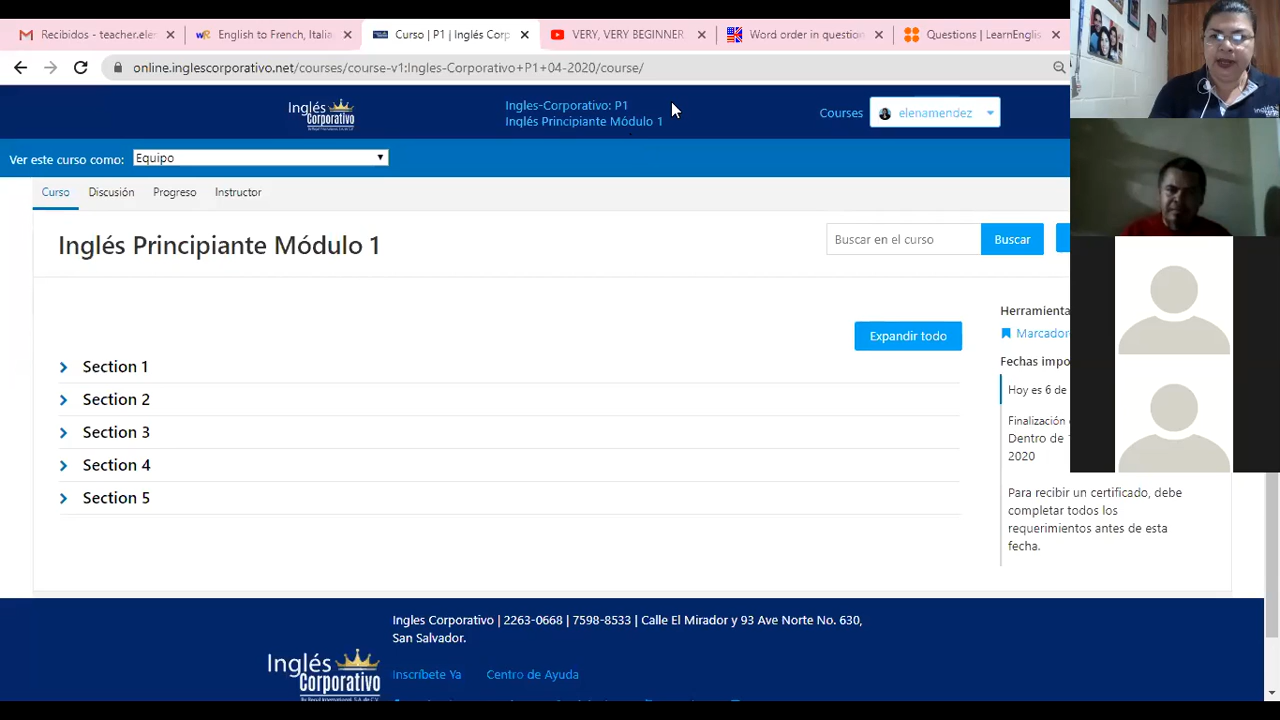 Recibidos - teacher.ele
English to French, Italia
Curso | P1 | Inglés Corp
VERY, VERY BEGINNER
Word order in question
Questions | LearnEnglish
online.inglescorporativo.net/courses/course-v1:Ingles-Corporativo+P1+04-2020/course/
Inglés
Corporativo
Ingles-Corporativo: P1
Inglés Principiante Módulo 1
Courses
elenamendez
Ver este curso como:
Equipo
Curso
Discusión
Progreso
Instructor
Inglés Principiante Módulo 1
Buscar en el curso
Buscar
Expandir todo
Herramienta
Marcador
Fechas impo
Hoy es 6 de
Section 1
Section 2
Section 3
Section 4
Section 5
Finalización
Dentro de
2020
Para recibir un certificado, debe
completar todos los
requerimientos antes de esta
fecha.
Ingles Corporativo | 2263-0668 | 7598-8533 | Calle El Mirador y 93 Ave Norte No. 630,
San Salvador.
Inglés
Corporativo
Inscríbete Ya
Centro de Ayuda